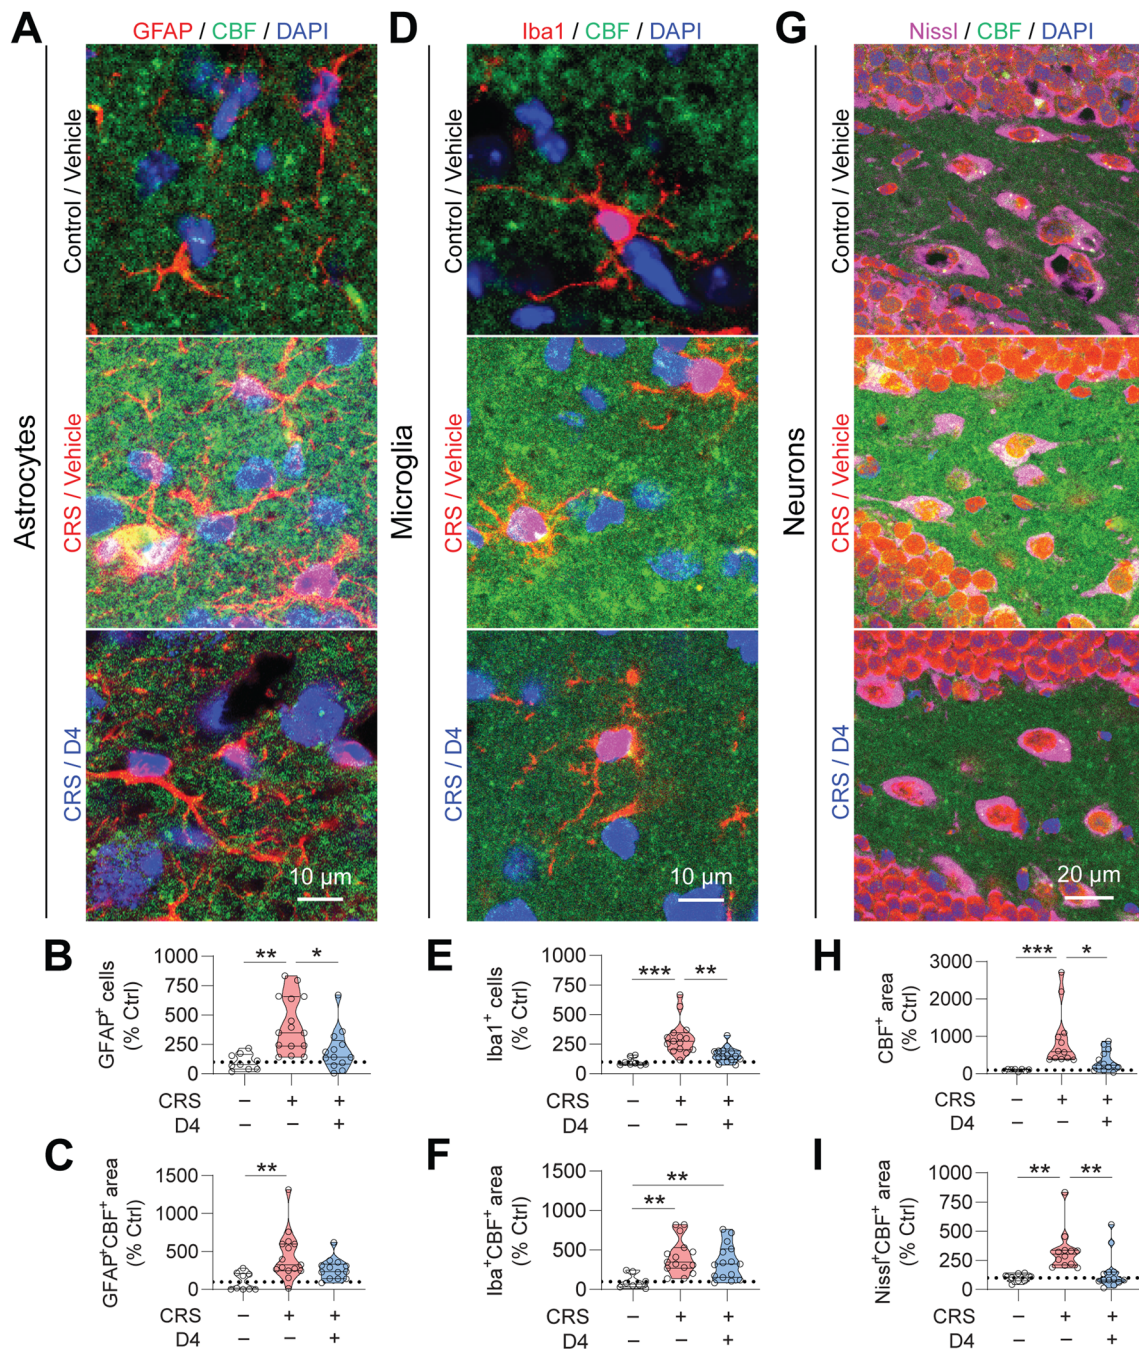 A
GFAP / CBF / DAPI
Astrocytes
Control / Vehicle
CRS / Vehicle
CRS / D4
10 µm
D
Iba1 / CBF / DAPI
Microglia
Control / Vehicle
CRS / Vehicle
CRS / D4
10 µm
G
Nissl / CBF / DAPI
Neurons
Control / Vehicle
CRS / Vehicle
CRS / D4
20 µm
B
GFAP+ cells
(% Ctrl)
1000
750
500
250
0
** *
CRS − + +
D4 − − +
E
Iba1+ cells
(% Ctrl)
1000
750
500
250
0
*** **
CRS − + +
D4 − − +
H
CBF+ area
(% Ctrl)
3000
2000
1000
0
*** *
CRS − + +
D4 − − +
C
GFAP+CBF+ area
(% Ctrl)
1500
1000
500
0
**
CRS − + +
D4 − − +
F
Iba+CBF+ area
(% Ctrl)
1500
1000
500
0
**
**
CRS − + +
D4 − − +
I
Nissl+CBF+ area
(% Ctrl)
1000
750
500
250
0
** **
CRS − + +
D4 − − +